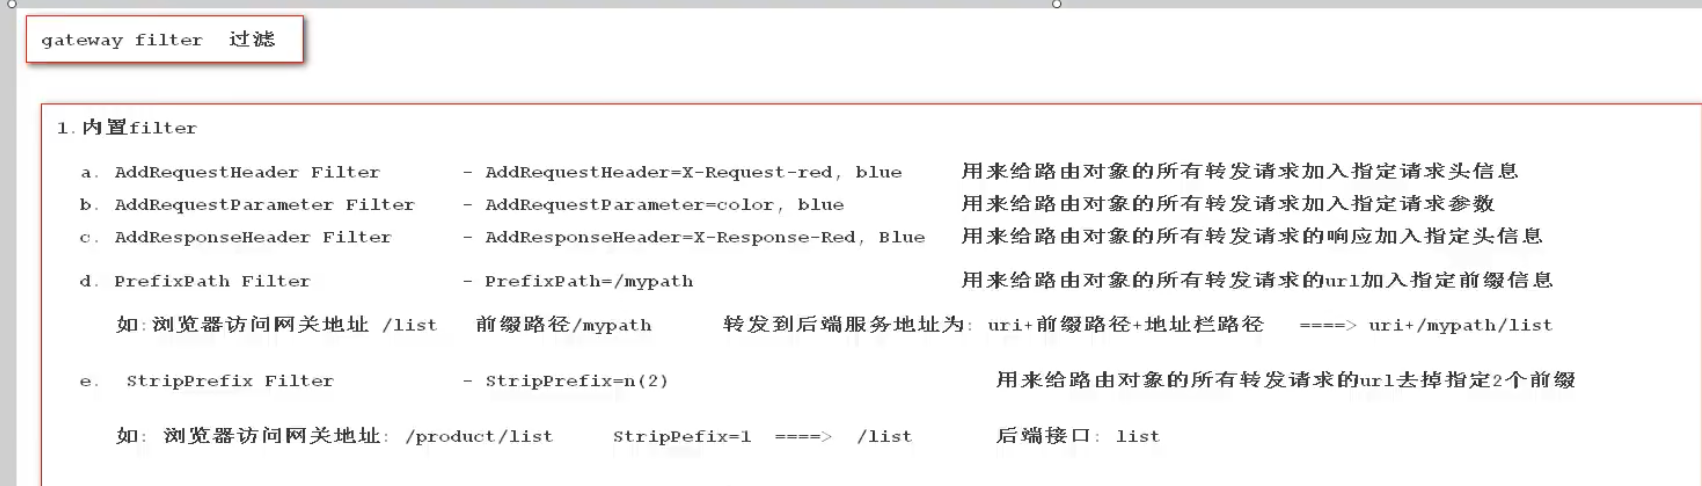 gateway filter 过滤
1.内置filter
a. AddRequestHeader Filter - AddRequestHeader=X-Request-red, blue 用来给路由对象的所有转发请求加入指定请求头信息
b. AddRequestParameter Filter - AddRequestParameter=color, blue 用来给路由对象的所有转发请求加入指定请求参数
c. AddResponseHeader Filter - AddResponseHeader=X-Response-Red, Blue 用来给路由对象的所有转发请求的响应加入指定头信息
d. PrefixPath Filter - PrefixPath=/mypath 用来给路由对象的所有转发请求的url加入指定前缀信息
如:浏览器访问网关地址 /list 前缀路径/mypath 转发到后端服务地址为: uri+前缀路径+地址栏路径 ====> uri+/mypath/list
e. StripPrefix Filter - StripPrefix=n(2) 用来给路由对象的所有转发请求的url去掉指定2个前缀
如: 浏览器访问网关地址: /product/list StripPefix=1 ====> /list 后端接口: list